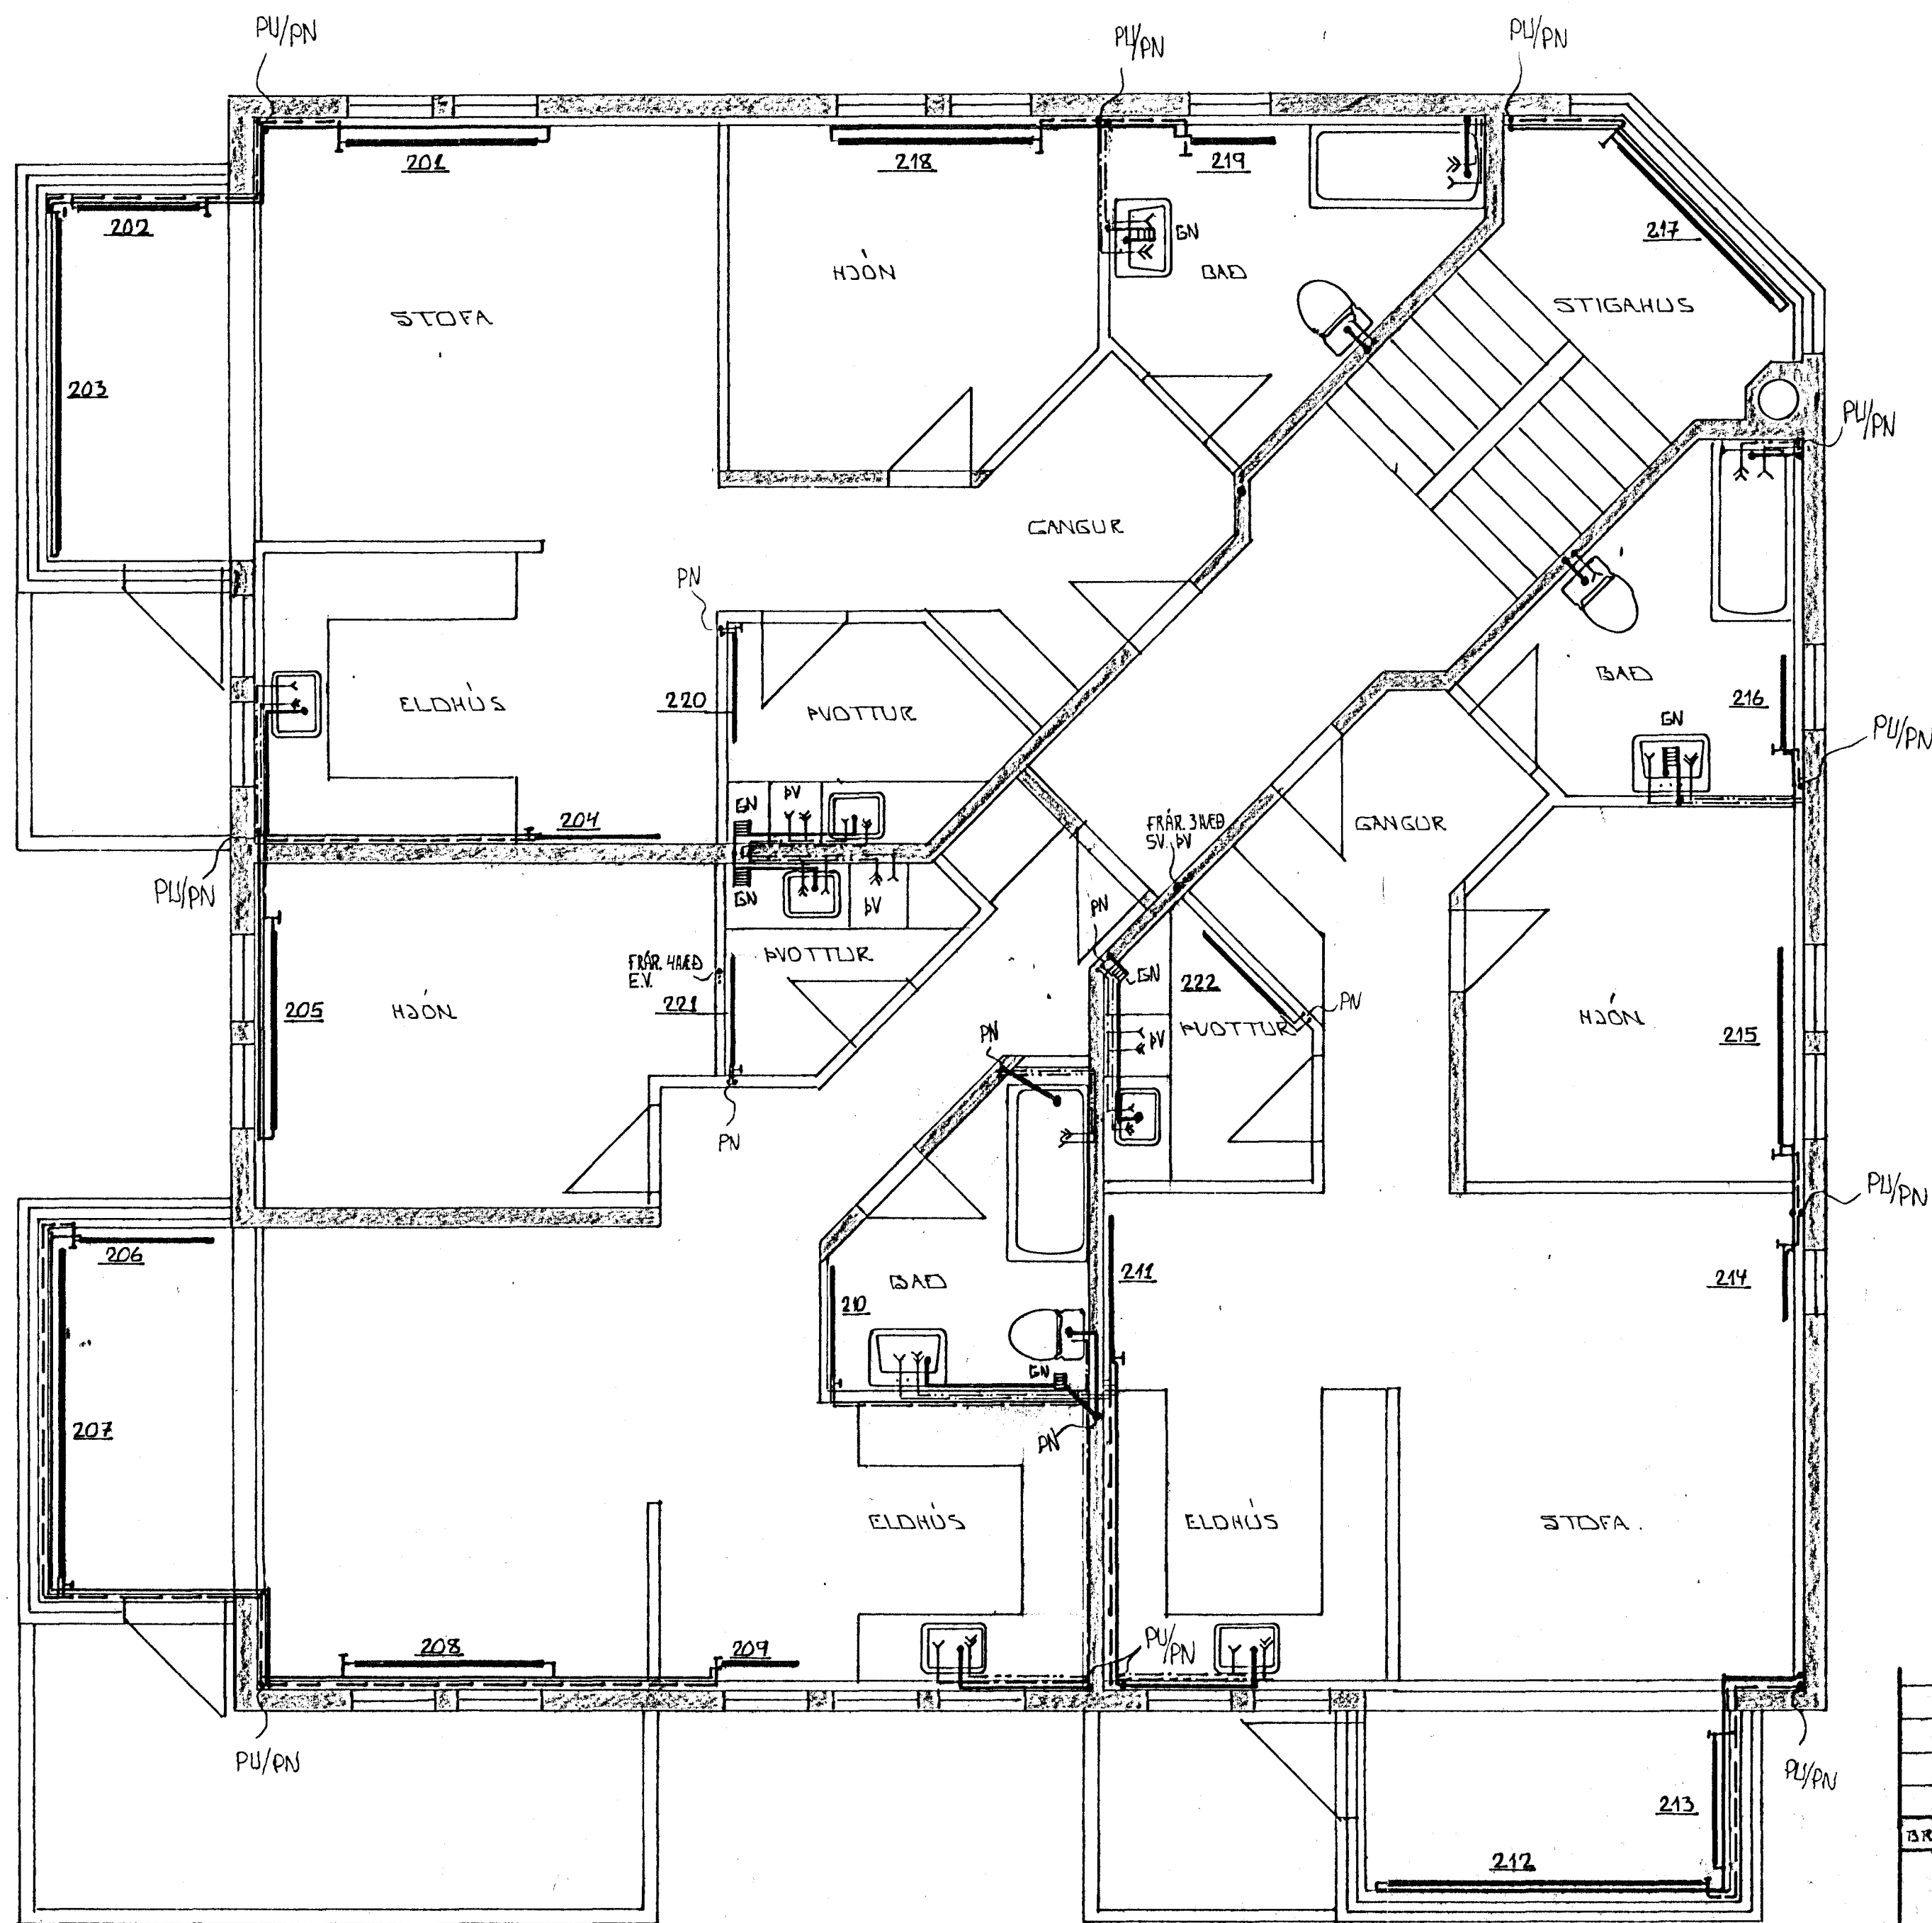 PU/PN
PU/PN
PU/PN
201
218
219
217
202
GN
HJÓN
BAÐ
STIGAHUS
STOFA
203
PU/PN
GANGUR
PN
BAÐ
220
ELDHÚS
ÞVOTTUR
216
GN
PU/PN
GN
ÞV
204
FRÁR. 3HÆÐ
SV. ÞV
GANGUR
PU/PN
GN
ÞV
PN
ÞVOTTUR
FRÁR. 4HÆÐ
E.V.
GN
222
205
HJÓN
221
PN
HJÓN
ÞVOTTUR
215
PN
ÞV
PN
PU/PN
206
BAÐ
211
214
210
GN
207
PN
ELDHÚS
ELDHÚS
STOFA.
208
209
PU/PN
PU/PN
PU/PN
213
212